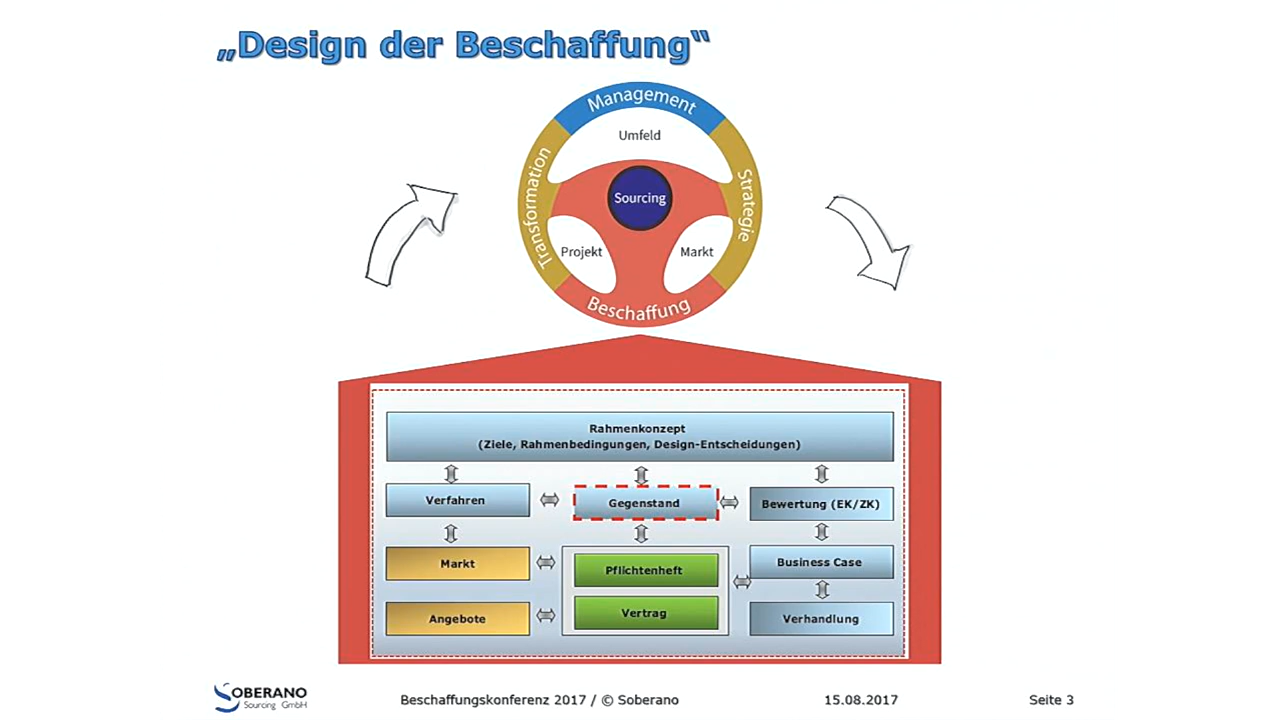 „Design der Beschaffung“
Management
Umfeld
Transformation
Strategie
Sourcing
Projekt
Markt
Beschaffung
Rahmenkonzept
(Ziele, Rahmenbedingungen, Design-Entscheidungen)
Verfahren
Gegenstand
Bewertung (EK/ZK)
Markt
Pflichtenheft
Business Case
Angebote
Vertrag
Verhandlung
SOBERANO
Sourcing GmbH
Beschaffungskonferenz 2017 / © Soberano
15.08.2017
Seite 3